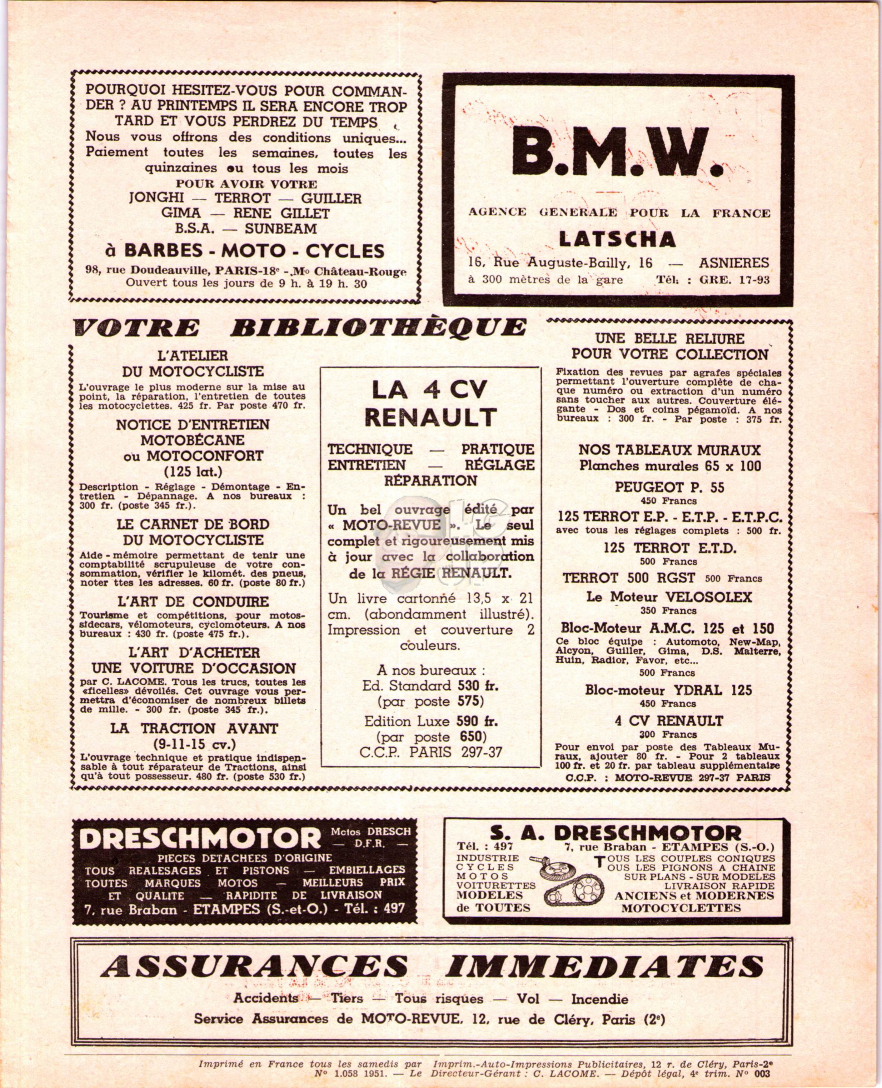 POURQUOI HESITEZ-VOUS POUR COMMAN-
DER ? AU PRINTEMPS IL SERA ENCORE TROP
TARD ET VOUS PERDREZ DU TEMPS
Nous vous offrons des conditions uniques...
Paiement toutes les semaines, toutes les
quinzaines ou tous les mois
POUR AVOIR VOTRE
JONGHI — TERROT — GUILLER
GIMA — RENE GILLET
B.S.A. — SUNBEAM
à BARBES - MOTO - CYCLES
98, rue Doudeauville, PARIS-18e - Mo Château-Rouge
Ouvert tous les jours de 9 h. à 19 h. 30
B.M.W.
AGENCE GENERALE POUR LA FRANCE
LATSCHA
16, Rue Auguste-Bailly, 16 — ASNIERES
à 300 mètres de la gare Tél. : GRE. 17-93
VOTRE BIBLIOTHÈQUE
L'ATELIER
DU MOTOCYCLISTE
L'ouvrage le plus moderne sur la mise au
point, la réparation, l'entretien de toutes
les motocyclettes. 425 fr. Par poste 470 fr.
NOTICE D'ENTRETIEN
MOTOBÉCANE
ou MOTOCONFORT
(125 lat.)
Description - Réglage - Démontage - En-
tretien - Dépannage. A nos bureaux :
300 fr. (poste 345 fr.).
LE CARNET DE BORD
DU MOTOCYCLISTE
Aide-mémoire permettant de tenir une
comptabilité scrupuleuse de votre con-
sommation, vérifier le kilomét. des pneus,
noter tous les adresses. 60 fr. (poste 80 fr.)
L'ART DE CONDUIRE
Tourisme et compétitions, pour motos-
sidecars, vélomoteurs, cyclomoteurs. A nos
bureaux : 430 fr. (poste 475 fr.).
L'ART D'ACHETER
UNE VOITURE D'OCCASION
par C. LACOME. Tous les trucs, toutes les
«ficelles» dévoilés. Cet ouvrage vous per-
mettra d'économiser de nombreux billets
de mille. - 300 fr. (poste 345 fr.).
LA TRACTION AVANT
(9-11-15 cv.)
L'ouvrage technique et pratique indispen-
sable à tout réparateur de Tractions, ainsi
qu'à tout possesseur. 480 fr. (poste 530 fr.)
LA 4 CV
RENAULT
TECHNIQUE — PRATIQUE
ENTRETIEN — RÉGLAGE
RÉPARATION
Un bel ouvrage édité par
« MOTO-REVUE ». Le seul
complet et rigoureusement mis
à jour avec la collaboration
de la RÉGIE RENAULT.
Un livre cartonné 13,5 x 21
cm. (abondamment illustré).
Impression et couverture 2
couleurs.
A nos bureaux :
Ed. Standard 530 fr.
(par poste 575)
Edition Luxe 590 fr.
(par poste 650)
C.C.P. PARIS 297-37
UNE BELLE RELIURE
POUR VOTRE COLLECTION
Fixation des revues par agrafes spéciales
permettant l'ouverture complète de cha-
que numéro ou extraction d'un numéro
sans toucher aux autres. Couverture élé-
gante - Dos et coins pégamoïd. A nos
bureaux : 300 fr. - Par poste : 375 fr.
NOS TABLEAUX MURAUX
Planches murales 65 x 100
PEUGEOT P. 55
450 Francs
125 TERROT E.P. - E.T.P. - E.T.P.C.
avec tous les réglages complets : 500 fr.
125 TERROT E.T.D.
500 Francs
TERROT 500 RGST 500 Francs
Le Moteur VELOSOLEX
350 Francs
Bloc-Moteur A.M.C. 125 et 150
Ce bloc équipe : Automoto, New-Map,
Alcyon, Guiller, Gima, D.S. Malterre,
Huin, Radior, Favor, etc...
500 Francs
Bloc-moteur YDRAL 125
450 Francs
4 CV RENAULT
300 Francs
Pour envoi par poste des Tableaux Mu-
raux, ajouter 80 fr. - Pour 2 tableaux
100 fr. et 20 fr. par tableau supplémentaire
C.C.P. : MOTO-REVUE 297-37 PARIS
DRESCHMOTOR Motos DRESCH
— D.F.R. —
PIECES DETACHEES D'ORIGINE
TOUS REALESAGES ET PISTONS — EMBIELLAGES
TOUTES MARQUES MOTOS — MEILLEURS PRIX
ET QUALITE — RAPIDITE DE LIVRAISON
7, rue Braban - ETAMPES (S.-et-O.) - Tél. : 497
S. A. DRESCHMOTOR
Tél. : 497 7, rue Braban - ETAMPES (S.-O.)
INDUSTRIE
CYCLES
MOTOS
VOITURETTES
MODELES
de TOUTES
TOUS LES COUPLES CONIQUES
OUS LES PIGNONS A CHAINE
SUR PLANS - SUR MODELES
LIVRAISON RAPIDE
ANCIENS et MODERNES
MOTOCYCLETTES
ASSURANCES IMMEDIATES
Accidents — Tiers — Tous risques — Vol — Incendie
Service Assurances de MOTO-REVUE, 12, rue de Cléry, Paris (2e)
Imprimé en France tous les samedis par Imprim.-Auto-Impressions Publicitaires, 12 r. de Cléry, Paris-2e
No 1.058 1951. — Le Directeur-Gérant : C. LACOME. — Dépôt légal, 4e trim. No 003